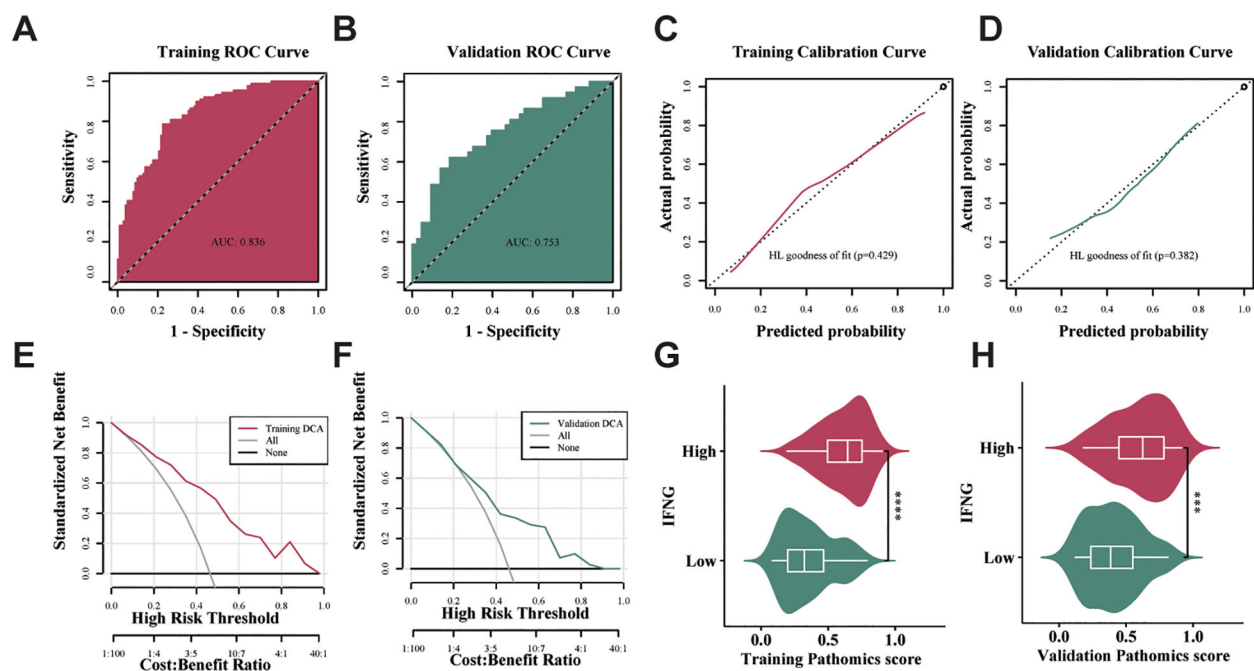 A
Training ROC Curve
Sensitivity
0.0 0.2 0.4 0.6 0.8 1.0
AUC: 0.836
0.0 0.2 0.4 0.6 0.8 1.0
1 - Specificity
B
Validation ROC Curve
Sensitivity
0.0 0.2 0.4 0.6 0.8 1.0
AUC: 0.753
0.0 0.2 0.4 0.6 0.8 1.0
1 - Specificity
C
Training Calibration Curve
Actual probability
0.0 0.2 0.4 0.6 0.8 1.0
HL goodness of fit (p=0.429)
0.0 0.2 0.4 0.6 0.8 1.0
Predicted probability
D
Validation Calibration Curve
Actual probability
0.0 0.2 0.4 0.6 0.8 1.0
HL goodness of fit (p=0.382)
0.0 0.2 0.4 0.6 0.8 1.0
Predicted probability
E
Standardized Net Benefit
0.0 0.2 0.4 0.6 0.8 1.0
Training DCA
All
None
0.0 0.2 0.4 0.6 0.8 1.0
High Risk Threshold
1:100 1:4 3:5 10:7 4:1 40:1
Cost:Benefit Ratio
F
Standardized Net Benefit
0.0 0.2 0.4 0.6 0.8 1.0
Validation DCA
All
None
0.0 0.2 0.4 0.6 0.8 1.0
High Risk Threshold
1:100 1:4 3:5 10:7 4:1 40:1
Cost:Benefit Ratio
G
IFNG
High
Low
****
0.0 0.5 1.0
Training Pathomics score
H
IFNG
High
Low
***
0.0 0.5 1.0
Validation Pathomics score